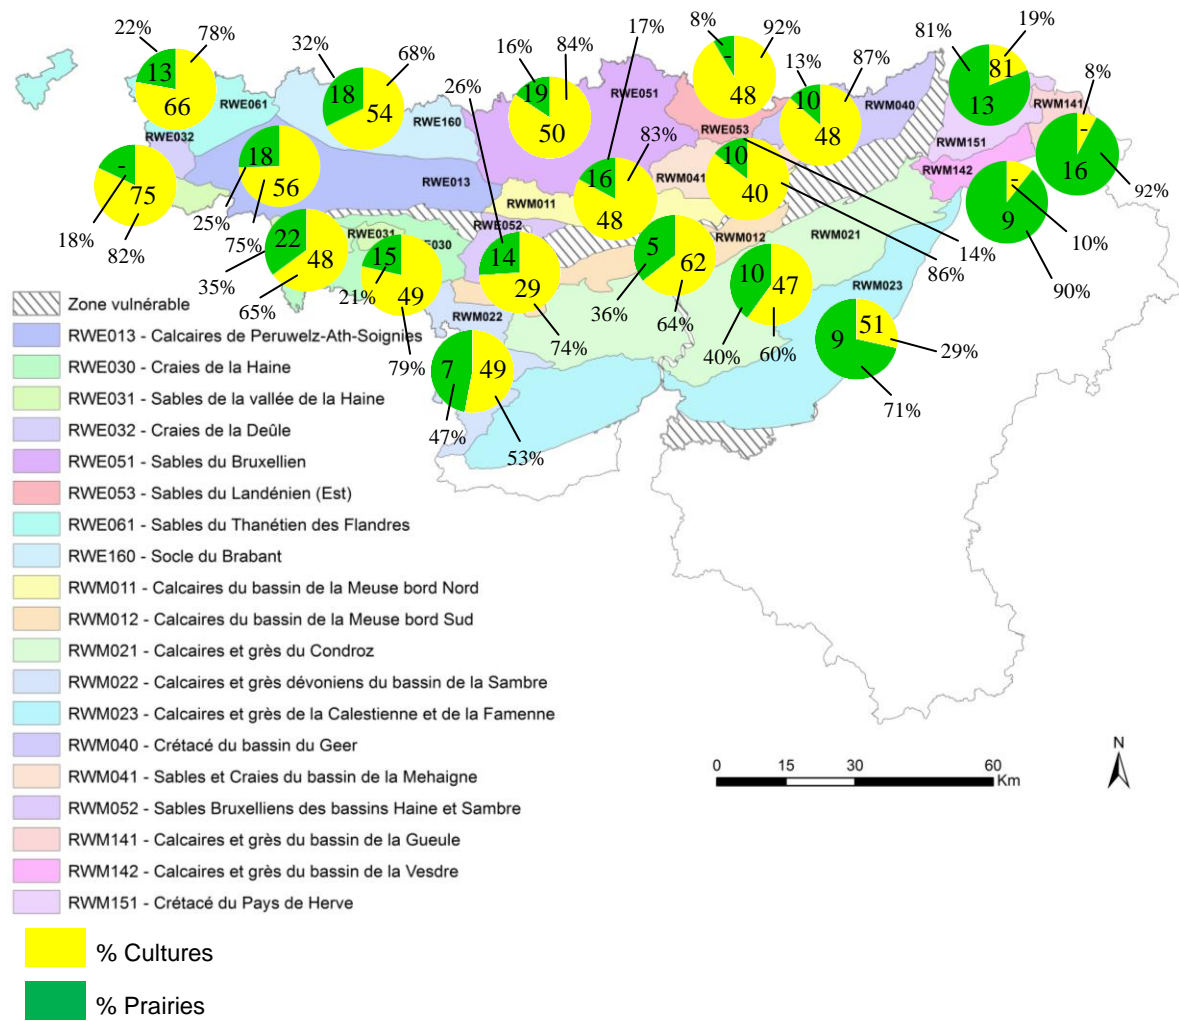 22%
78%
13
66
RWE061
RWE032
32%
68%
18
54
RWE160
16%
84%
19
50
RWE051
17%
83%
16
48
26%
8%
92%
-
48
RWE053
13%
87%
10
48
RWM040
81%
19%
81
13
RWM141
8%
-
16
92%
RWM151
RWM142
-
9
10%
90%
-
75
18%
82%
18
56
25%
75%
RWE013
RWM011
RWM041
10
40
14%
86%
22
48
35%
65%
RWE031
E030
15
49
21%
79%
RWE052
14
29
74%
5
62
36%
64%
RWM012
RWM021
10
47
40%
60%
RWM023
51
9
29%
71%
RWM022
7
49
47%
53%
Zone vulnérable
RWE013 - Calcaires de Peruwelz-Ath-Soignies
RWE030 - Craies de la Haine
RWE031 - Sables de la vallée de la Haine
RWE032 - Craies de la Deûle
RWE051 - Sables du Bruxellien
RWE053 - Sables du Landénien (Est)
RWE061 - Sables du Thanétien des Flandres
RWE160 - Socle du Brabant
RWM011 - Calcaires du bassin de la Meuse bord Nord
RWM012 - Calcaires du bassin de la Meuse bord Sud
RWM021 - Calcaires et grès du Condroz
RWM022 - Calcaires et grès dévoniens du bassin de la Sambre
RWM023 - Calcaires et grès de la Calestienne et de la Famenne
RWM040 - Crétacé du bassin du Geer
RWM041 - Sables et Craies du bassin de la Mehaigne
RWM052 - Sables Bruxelliens des bassins Haine et Sambre
RWM141 - Calcaires et grès du bassin de la Gueule
RWM142 - Calcaires et grès du bassin de la Vesdre
RWM151 - Crétacé du Pays de Herve
% Cultures
% Prairies
0 15 30 60
Km
N